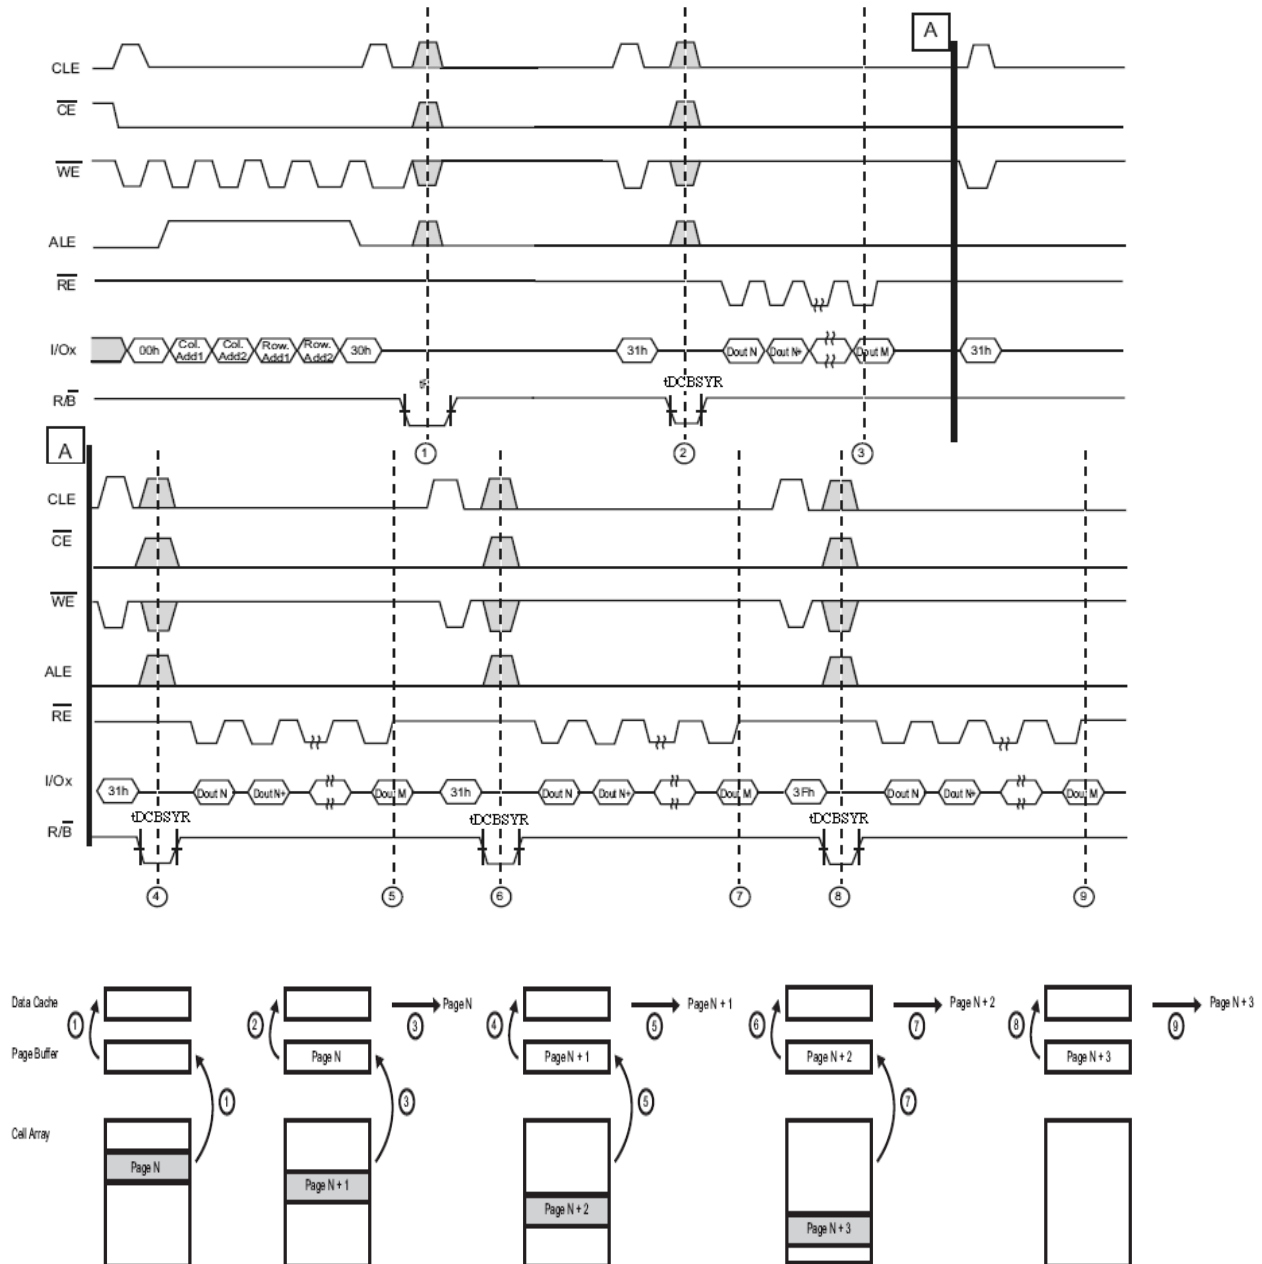 A
CLE
CE
WE
ALE
RE
I/Ox 00h Col. Add1 Col. Add2 Row. Add1 Row. Add2 30h 31h Dout N Dout N+ Dout M 31h
tDCBSYR
R/B
1 2 3
A
CLE
CE
WE
ALE
RE
I/Ox 31h Dout N Dout N+ Dout M 31h Dout N Dout N+ Dout M 3Fh Dout N Dout N+ Dout M
tDCBSYR tDCBSYR tDCBSYR
R/B
4 5 6 7 8 9
Data Cache Page N Page N + 1 Page N + 2 Page N + 3
1 2 3 4 5 6 7 8 9
Page Buffer Page N Page N + 1 Page N + 2 Page N + 3
1 3 5 7
Cell Array
Page N Page N + 1 Page N + 2 Page N + 3